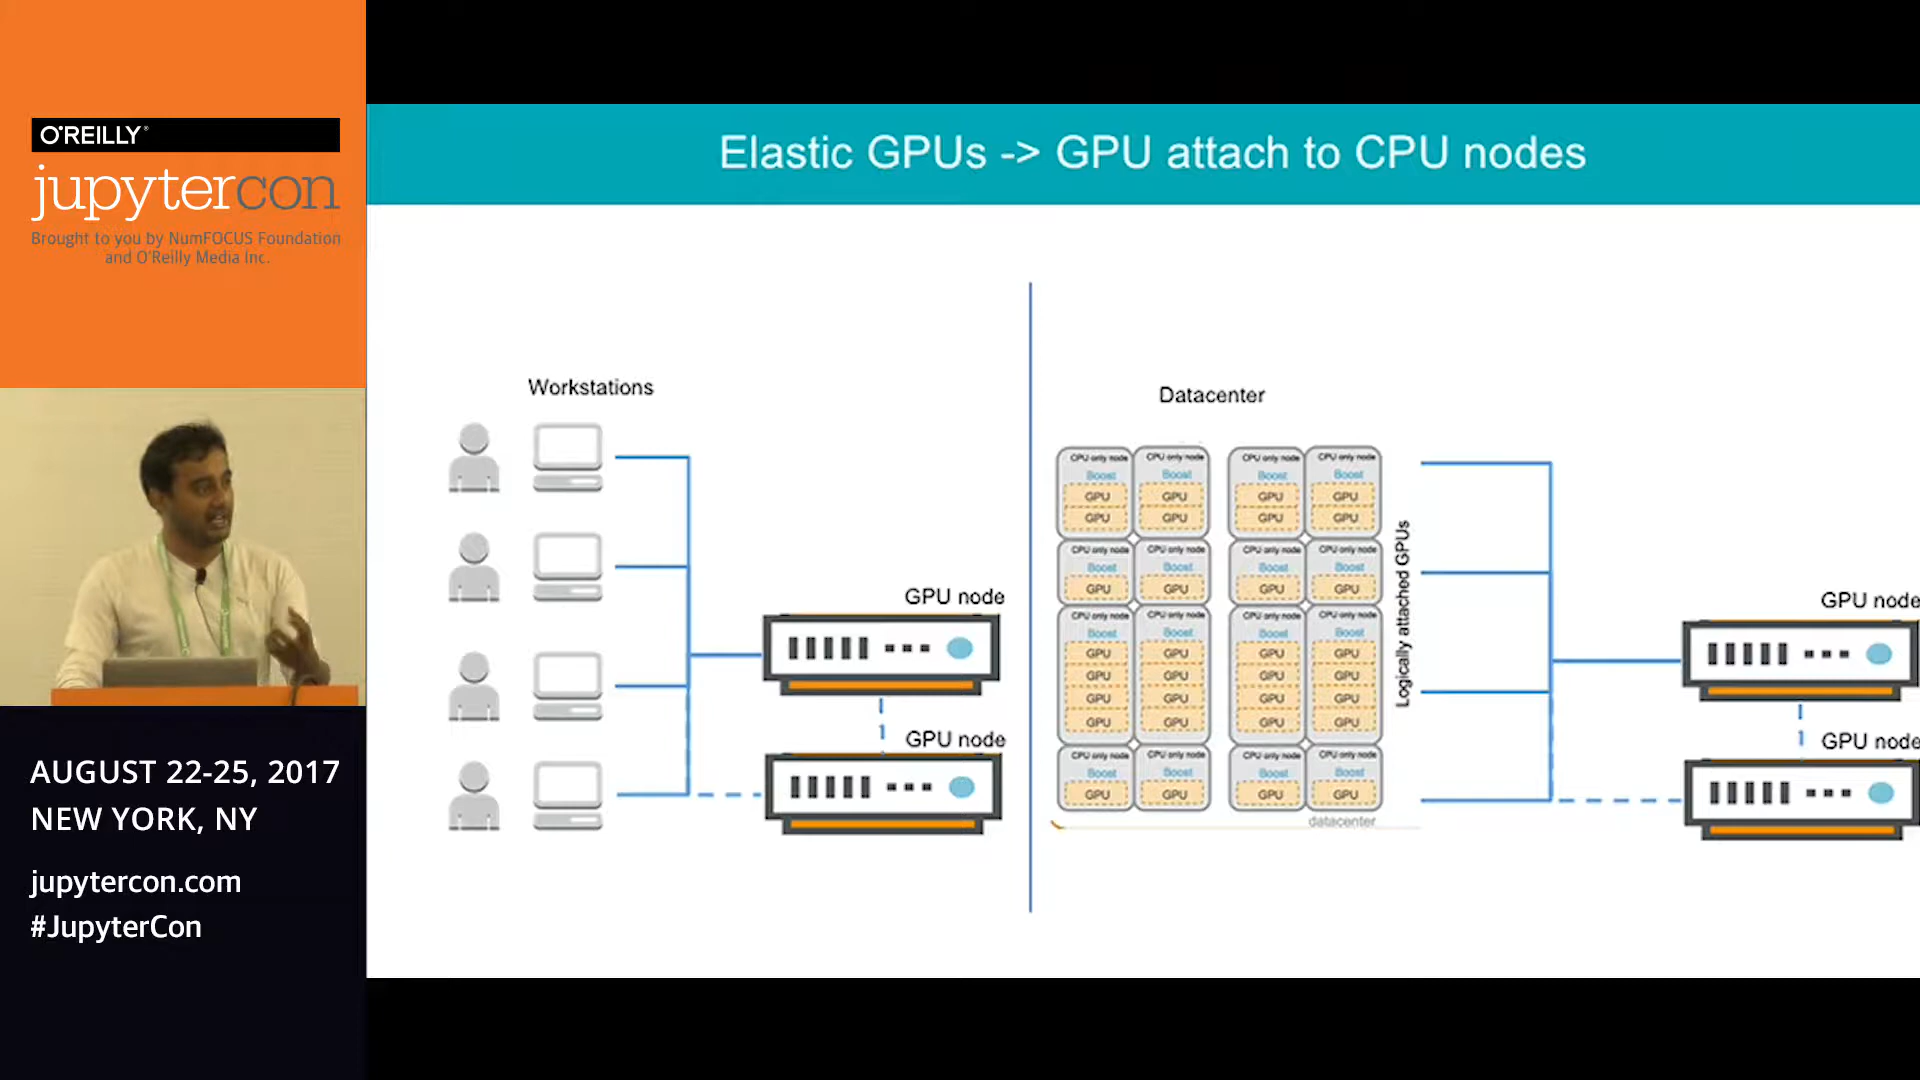 O'REILLY®
jupytercon
Brought to you by NumFOCUS Foundation
and O'Reilly Media Inc.
AUGUST 22-25, 2017
NEW YORK, NY
jupytercon.com
#JupyterCon
Elastic GPUs -> GPU attach to CPU nodes
Workstations
GPU node
GPU node
Datacenter
CPU only node CPU only node CPU only node CPU only node
Boost Boost Boost Boost
GPU GPU GPU GPU
GPU GPU GPU GPU
CPU only node CPU only node CPU only node CPU only node
Boost Boost Boost Boost
GPU GPU GPU GPU
CPU only node CPU only node CPU only node CPU only node
Boost Boost Boost Boost
GPU GPU GPU GPU
GPU GPU GPU GPU
GPU GPU GPU GPU
GPU GPU GPU GPU
CPU only node CPU only node CPU only node CPU only node
Boost Boost Boost Boost
GPU GPU GPU GPU
datacenter
Logically attached GPUs
GPU node
GPU node